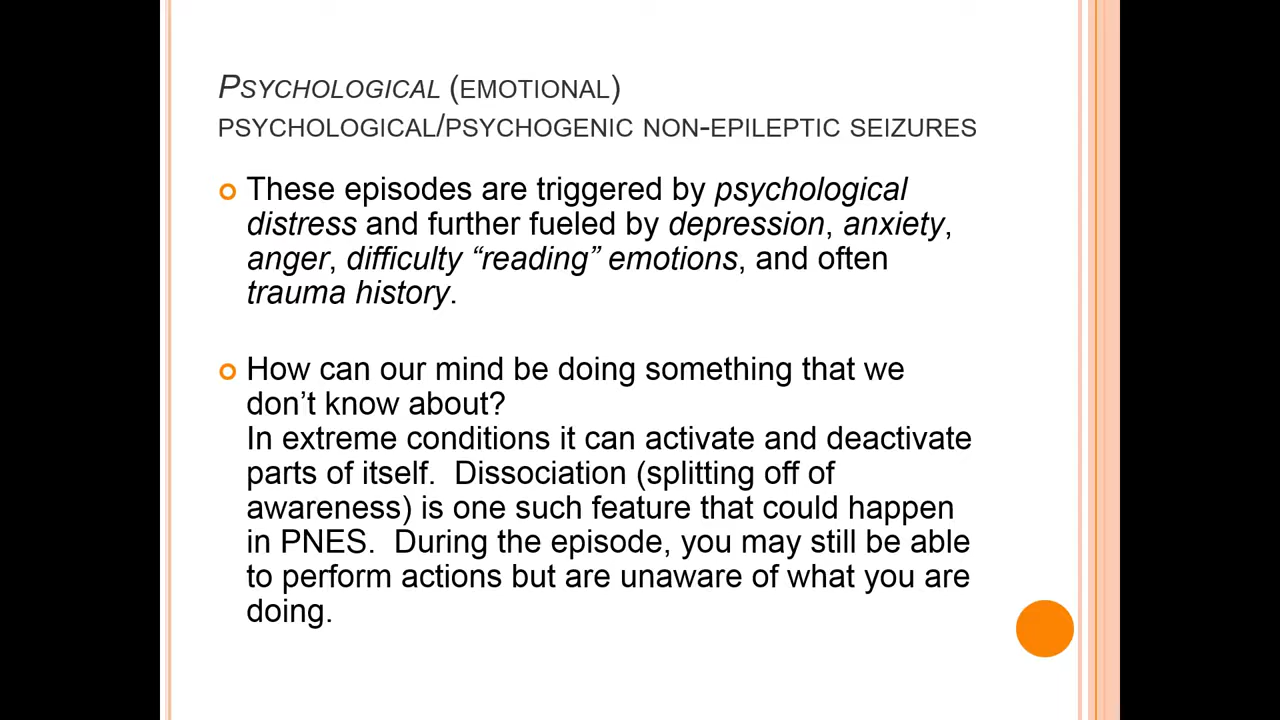 PSYCHOLOGICAL (EMOTIONAL)
PSYCHOLOGICAL/PSYCHOGENIC NON-EPILEPTIC SEIZURES
These episodes are triggered by psychological
distress and further fueled by depression, anxiety,
anger, difficulty “reading” emotions, and often
trauma history.
How can our mind be doing something that we
don’t know about?
In extreme conditions it can activate and deactivate
parts of itself.  Dissociation (splitting off of
awareness) is one such feature that could happen
in PNES.  During the episode, you may still be able
to perform actions but are unaware of what you are
doing.